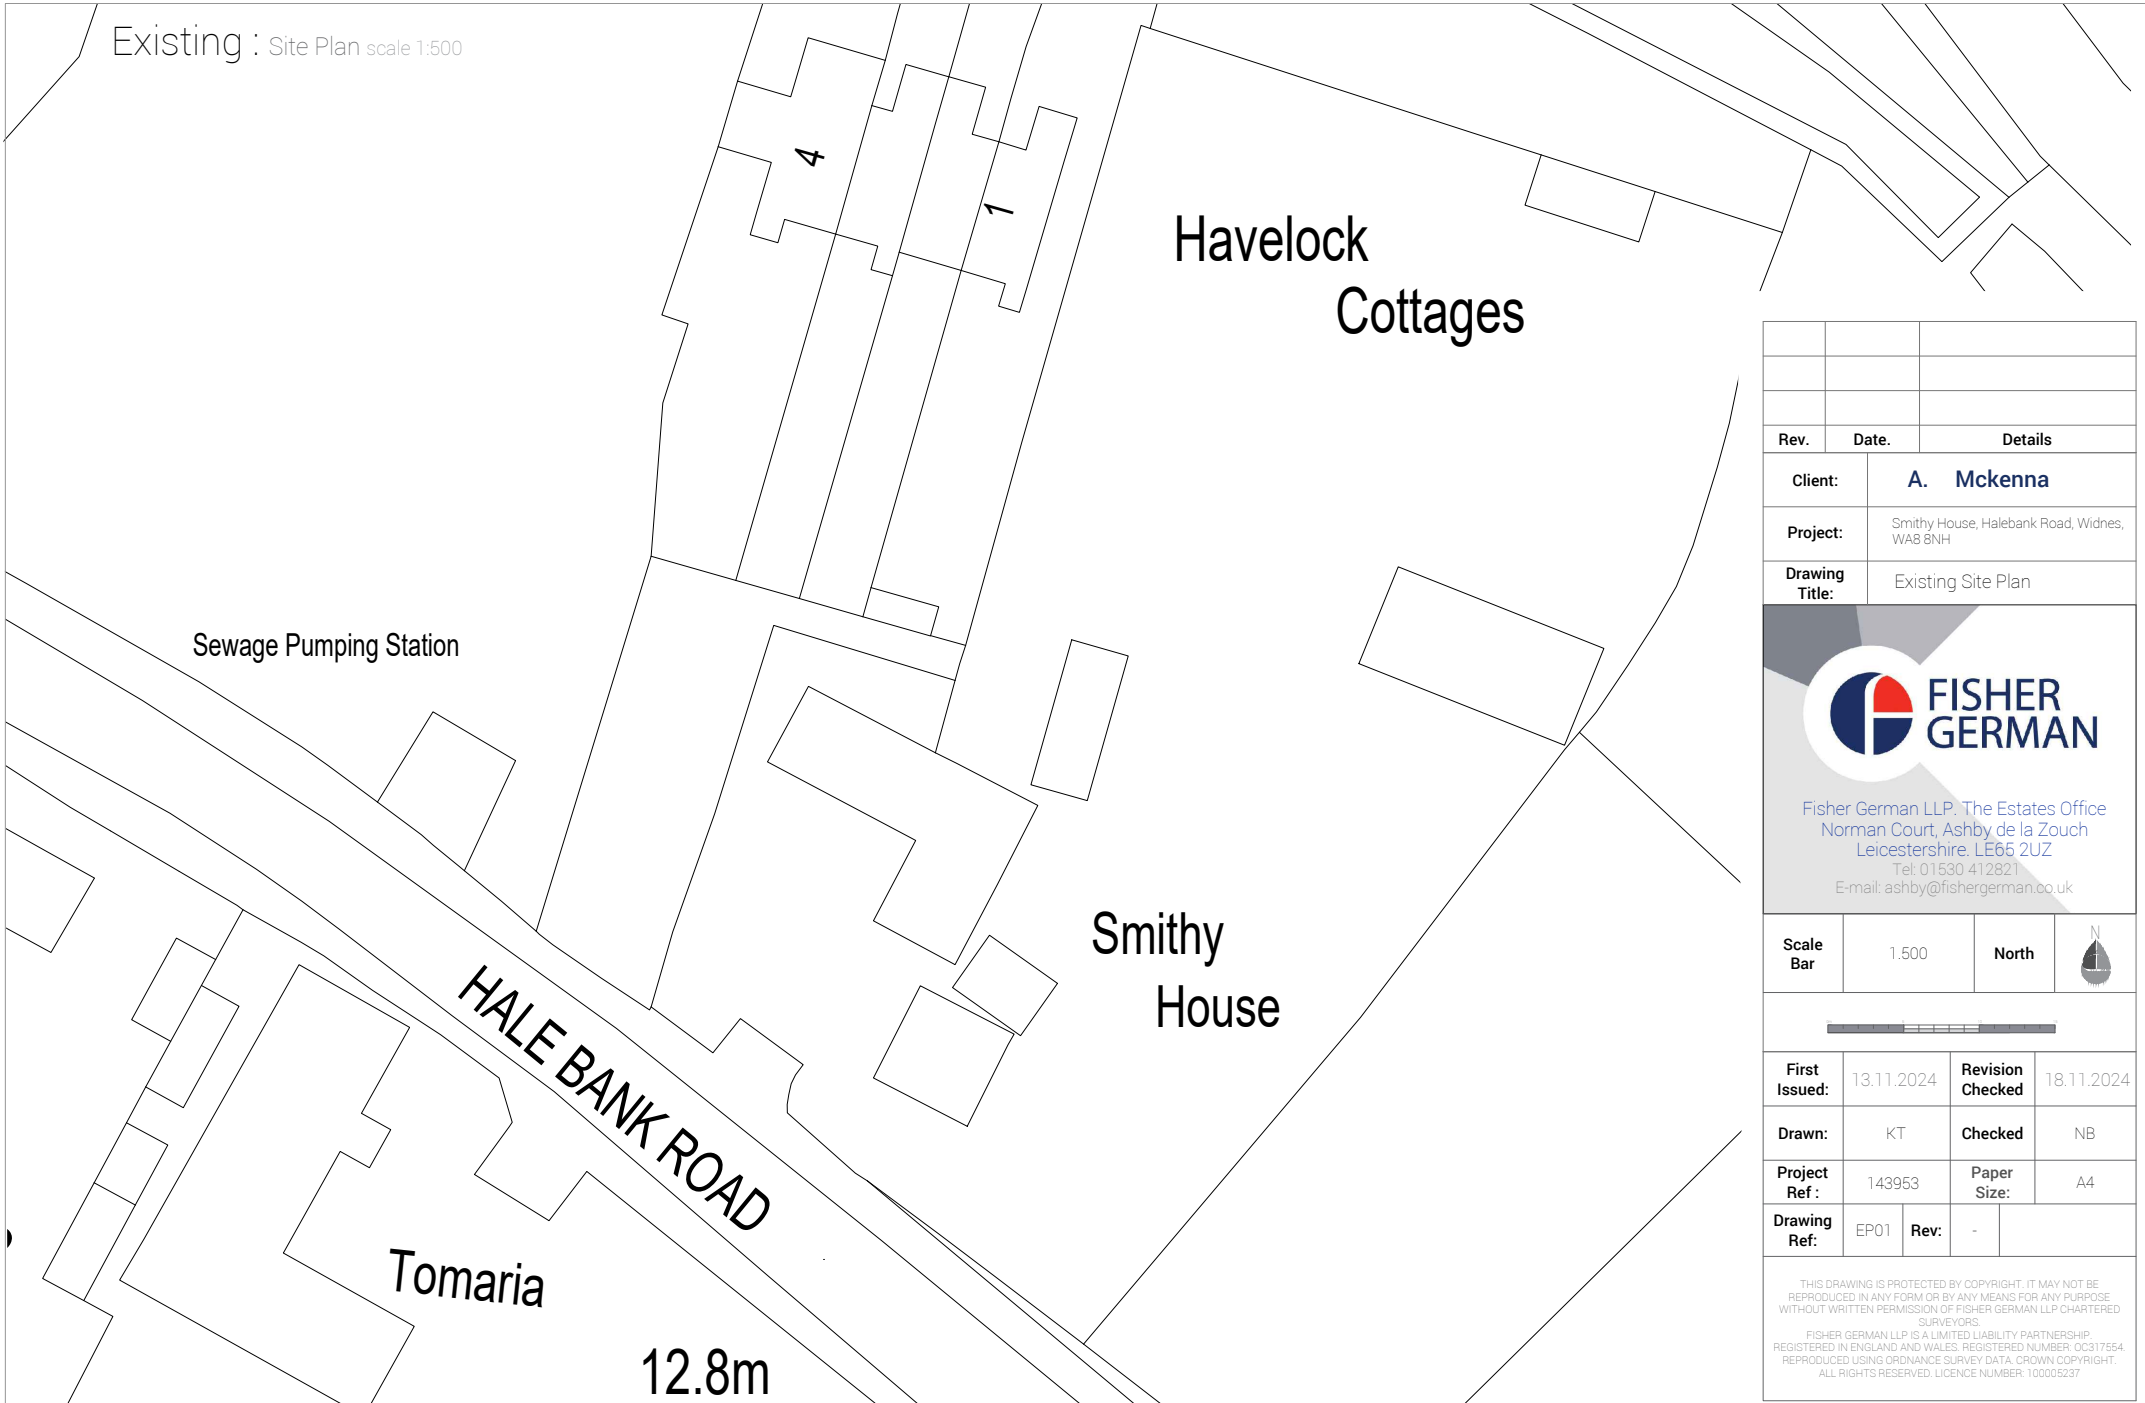 Existing : Site Plan scale 1:500
4
1
Havelock
Cottages
Sewage Pumping Station
Smithy
House
HALE BANK ROAD
Tomaria
12.8m
Rev. Date. Details
Client: A. Mckenna
Project: Smithy House, Halebank Road, Widnes,
WA8 8NH
Drawing
Title: Existing Site Plan
FISHER
GERMAN
Fisher German LLP. The Estates Office
Norman Court, Ashby de la Zouch
Leicestershire. LE65 2UZ
Tel: 01530 412821
E-mail: ashby@fishergerman.co.uk
Scale
Bar 1.500 North N
First
Issued: 13.11.2024 Revision
Checked 18.11.2024
Drawn: KT Checked NB
Project
Ref : 143953 Paper
Size: A4
Drawing
Ref: EP01 Rev: -
THIS DRAWING IS PROTECTED BY COPYRIGHT. IT MAY NOT BE
REPRODUCED IN ANY FORM OR BY ANY MEANS FOR ANY PURPOSE
WITHOUT WRITTEN PERMISSION OF FISHER GERMAN LLP CHARTERED
SURVEYORS.
FISHER GERMAN LLP IS A LIMITED LIABILITY PARTNERSHIP.
REGISTERED IN ENGLAND AND WALES. REGISTERED NUMBER: OC317554.
REPRODUCED USING ORDNANCE SURVEY DATA. CROWN COPYRIGHT.
ALL RIGHTS RESERVED. LICENCE NUMBER: 100005237